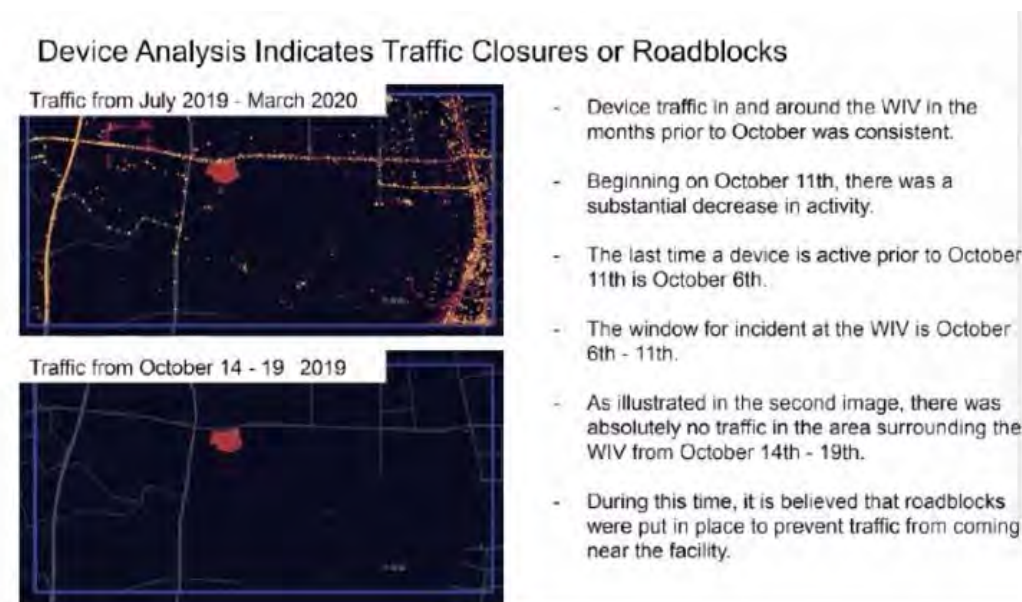 Device Analysis Indicates Traffic Closures or Roadblocks
Traffic from July 2019 - March 2020
Traffic from October 14 - 19 2019
- Device traffic in and around the WIV in the
months prior to October was consistent.
- Beginning on October 11th, there was a
substantial decrease in activity.
- The last time a device is active prior to October
11th is October 6th.
- The window for incident at the WIV is October
6th - 11th.
- As illustrated in the second image, there was
absolutely no traffic in the area surrounding the
WIV from October 14th - 19th.
- During this time, it is believed that roadblocks
were put in place to prevent traffic from coming
near the facility.